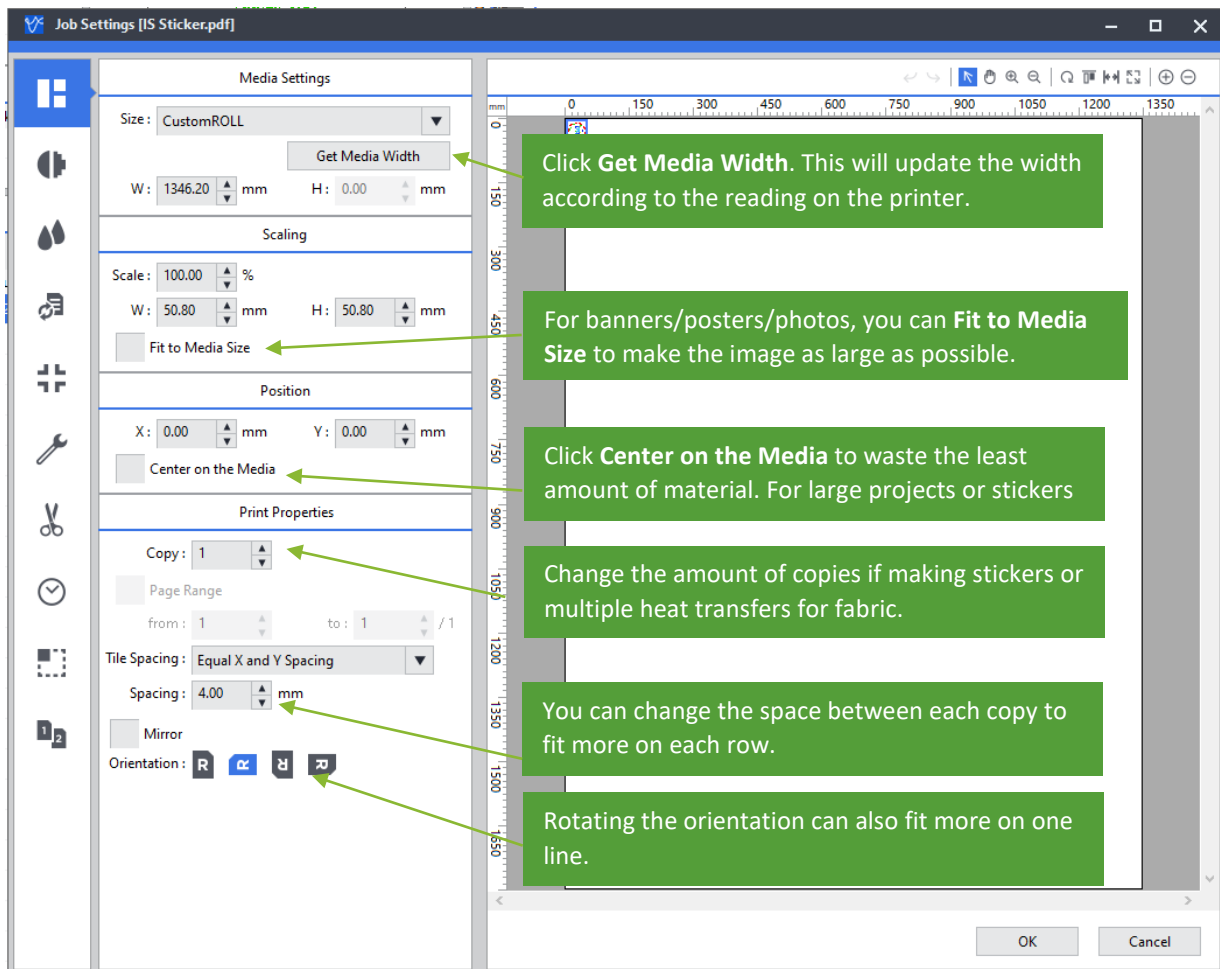 Job Settings [IS Sticker.pdf]
Media Settings
Size : CustomROLL
Get Media Width
W : 1346.20 mm H : 0.00 mm
Scaling
Scale : 100.00 %
W : 50.80 mm H : 50.80 mm
Fit to Media Size
Position
X : 0.00 mm Y : 0.00 mm
Center on the Media
Print Properties
Copy : 1
Page Range
from : 1 to : 1 / 1
Tile Spacing : Equal X and Y Spacing
Spacing : 4.00 mm
Mirror
Orientation : R R R R
1 2
mm 0 150 300 450 600 750 900 1050 1200 1350
0
150
300
450
600
750
900
1050
1200
1350
1500
1650
Click Get Media Width. This will update the width
according to the reading on the printer.
For banners/posters/photos, you can Fit to Media
Size to make the image as large as possible.
Click Center on the Media to waste the least
amount of material. For large projects or stickers
Change the amount of copies if making stickers or
multiple heat transfers for fabric.
You can change the space between each copy to
fit more on each row.
Rotating the orientation can also fit more on one
line.
OK Cancel